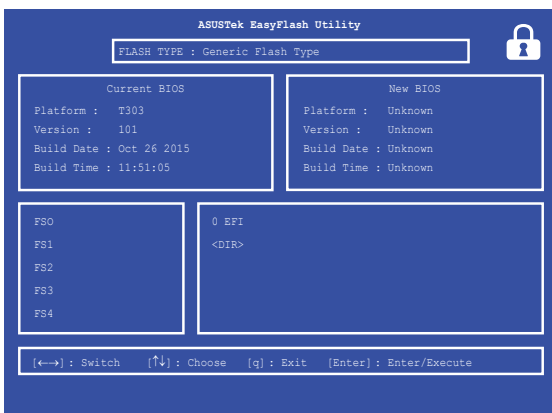 ASUSTek EasyFlash Utility
FLASH TYPE : Generic Flash Type
Current BIOS
Platform : T303
Version : 101
Build Date : Oct 26 2015
Build Time : 11:51:05
New BIOS
Platform : Unknown
Version : Unknown
Build Date : Unknown
Build Time : Unknown
FSO
FS1
FS2
FS3
FS4
0 EFI
<DIR>
[←→] : Switch [↑↓] : Choose [q] : Exit [Enter] : Enter/Execute